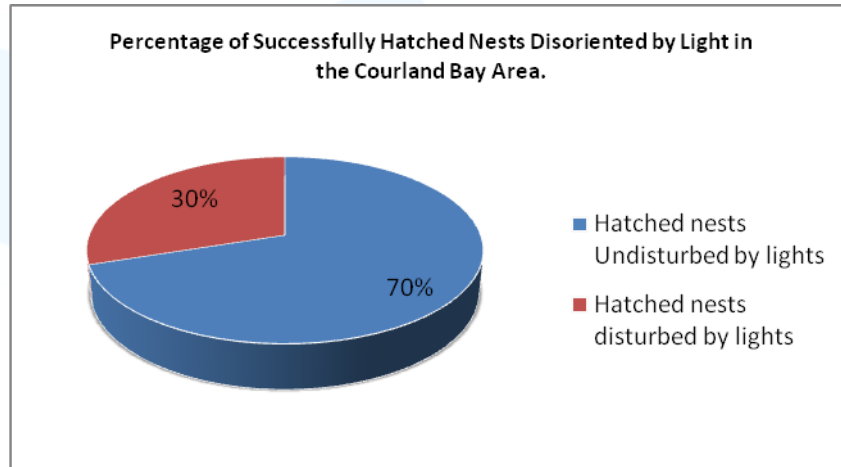 Percentage of Successfully Hatched Nests Disoriented by Light in
the Courland Bay Area.
30%
70%
Hatched nests
Undisturbed by lights
Hatched nests
disturbed by lights